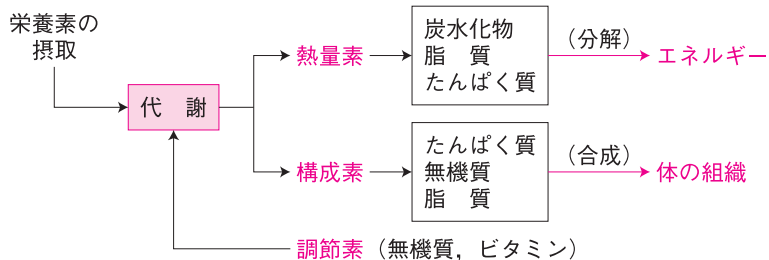 栄養素の
摂取
代　謝
熱量素
炭水化物
脂　質
たんぱく質
（分解）
エネルギー
構成素
たんぱく質
無機質
脂　質
（合成）
体の組織
調節素（無機質，ビタミン）